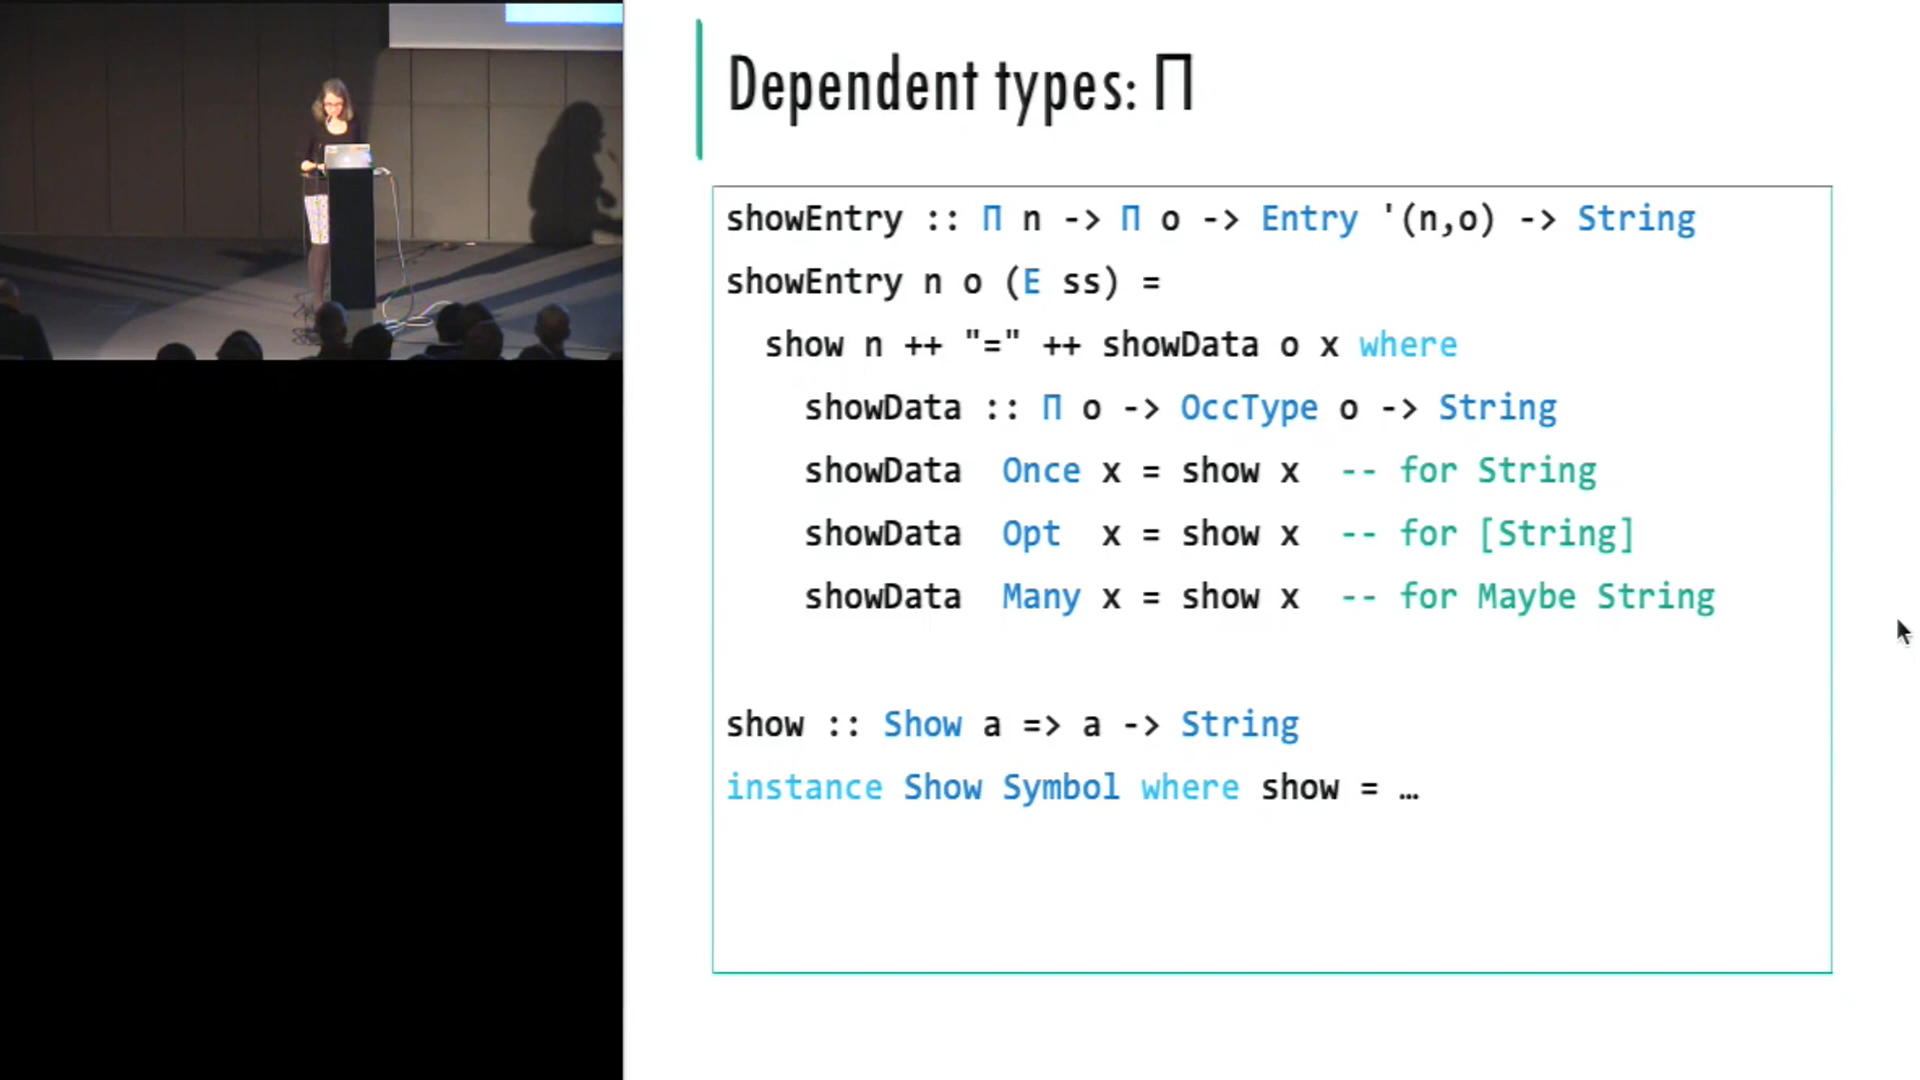 Dependent types: Π
showEntry :: Π n -> Π o -> Entry '(n,o) -> String
showEntry n o (E ss) =
show n ++ "=" ++ showData o x where
showData :: Π o -> OccType o -> String
showData Once x = show x -- for String
showData Opt x = show x -- for [String]
showData Many x = show x -- for Maybe String
show :: Show a => a -> String
instance Show Symbol where show = …